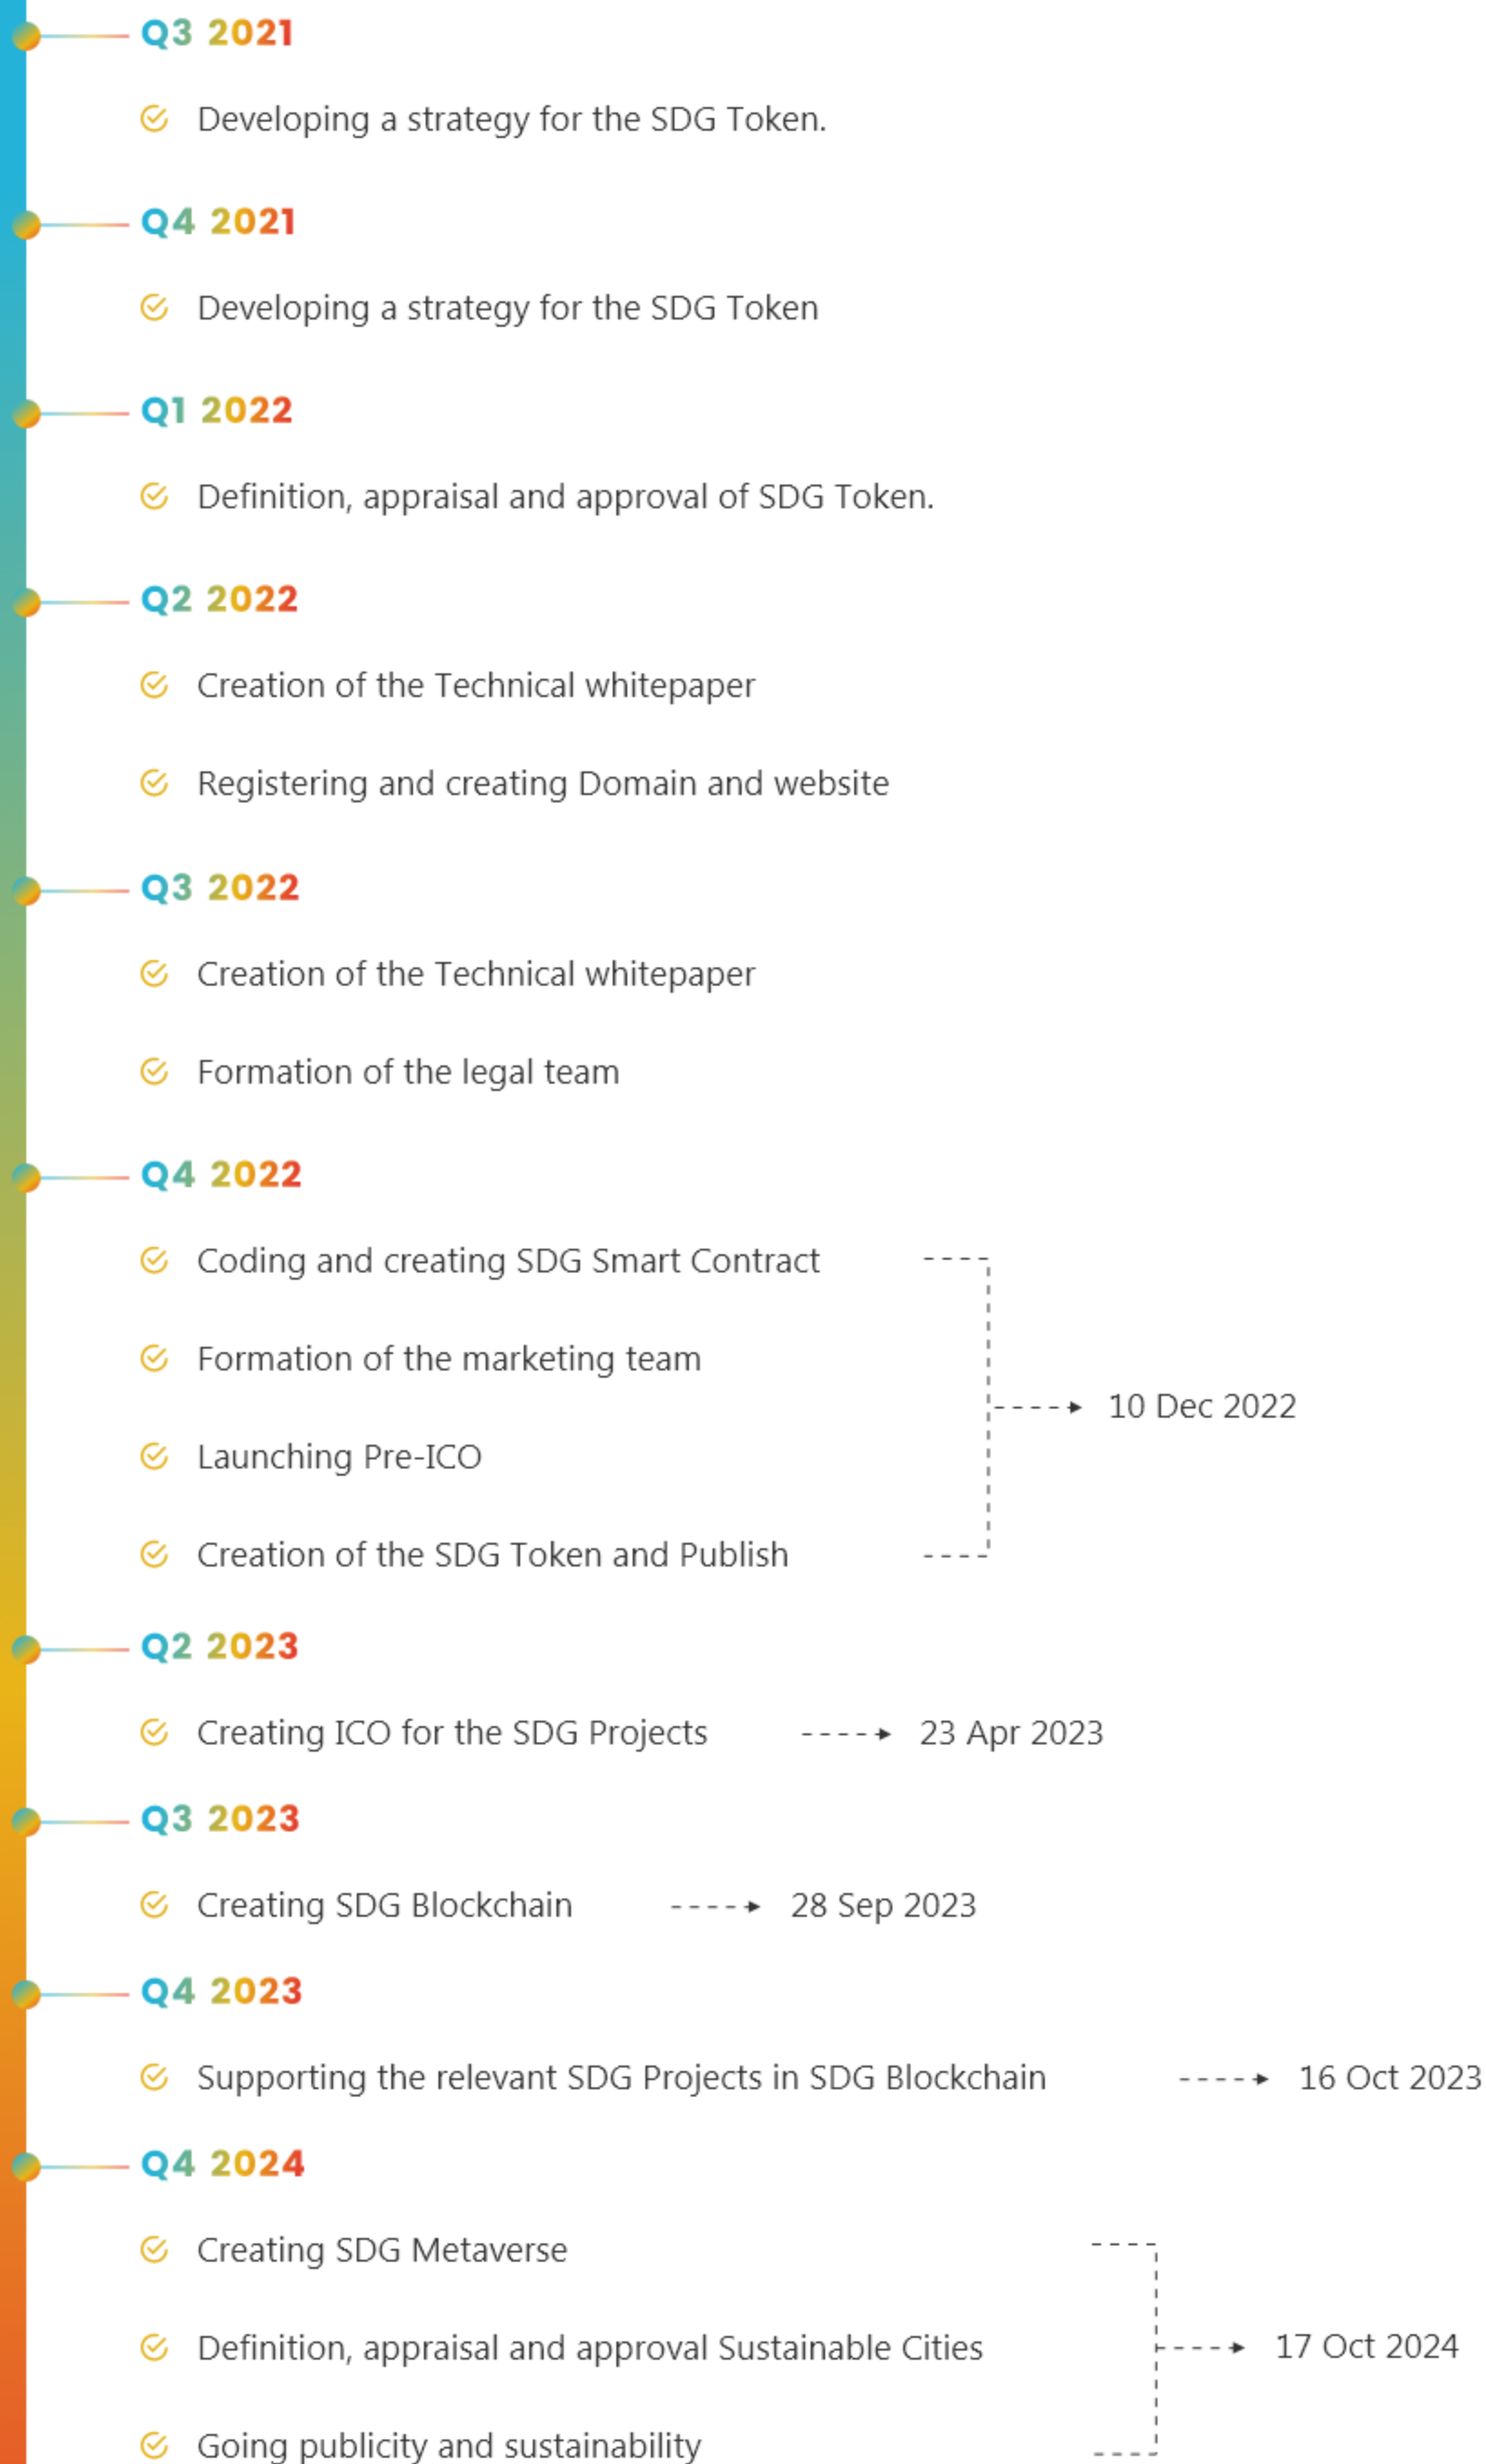 Q3 2021
Developing a strategy for the SDG Token.
Q4 2021
Developing a strategy for the SDG Token
Q1 2022
Definition, appraisal and approval of SDG Token.
Q2 2022
Creation of the Technical whitepaper
Registering and creating Domain and website
Q3 2022
Creation of the Technical whitepaper
Formation of the legal team
Q4 2022
Coding and creating SDG Smart Contract
Formation of the marketing team
10 Dec 2022
Launching Pre-ICO
Creation of the SDG Token and Publish
Q2 2023
Creating ICO for the SDG Projects 23 Apr 2023
Q3 2023
Creating SDG Blockchain 28 Sep 2023
Q4 2023
Supporting the relevant SDG Projects in SDG Blockchain 16 Oct 2023
Q4 2024
Creating SDG Metaverse
Definition, appraisal and approval Sustainable Cities 17 Oct 2024
Going publicity and sustainability